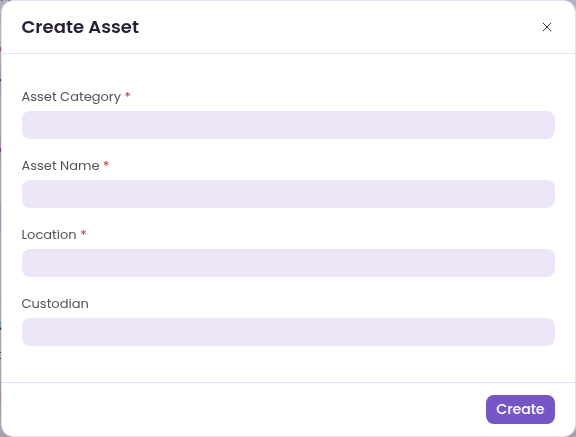 Create Asset
Asset Category *
Asset Name *
Location *
Custodian
Create